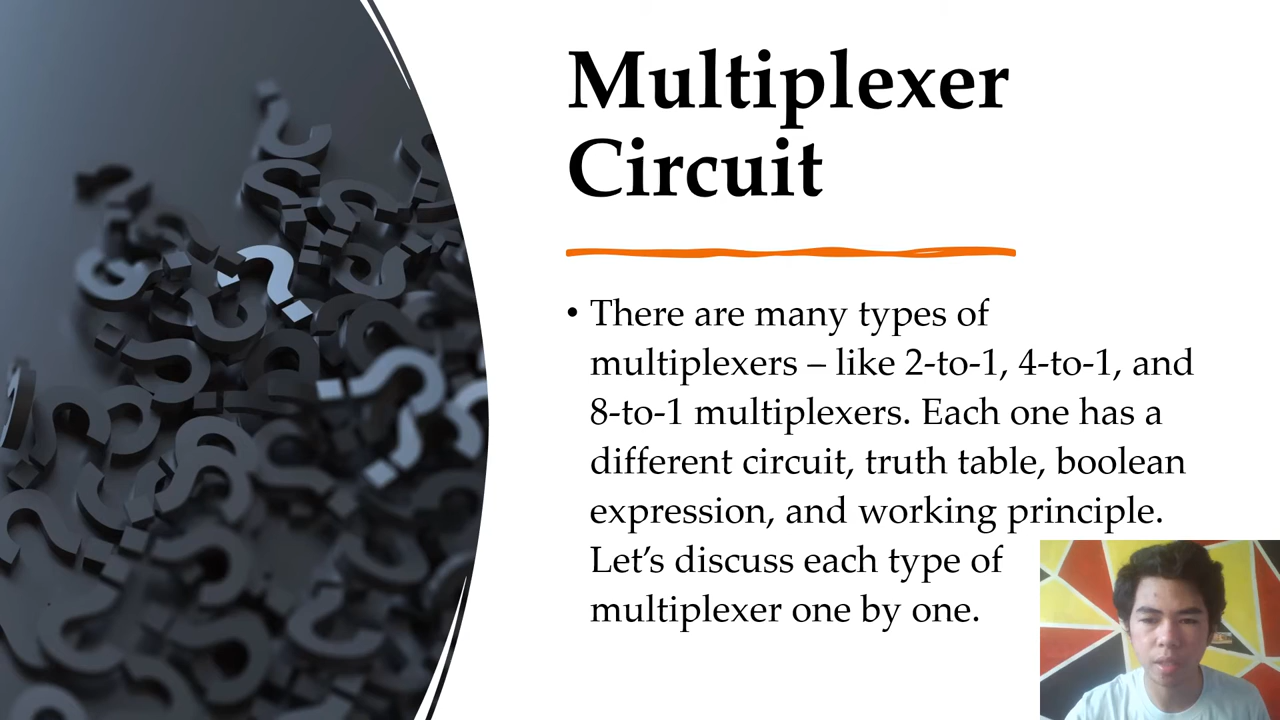 Multiplexer
Circuit
• There are many types of
multiplexers – like 2-to-1, 4-to-1, and
8-to-1 multiplexers. Each one has a
different circuit, truth table, boolean
expression, and working principle.
Let’s discuss each type of
multiplexer one by one.